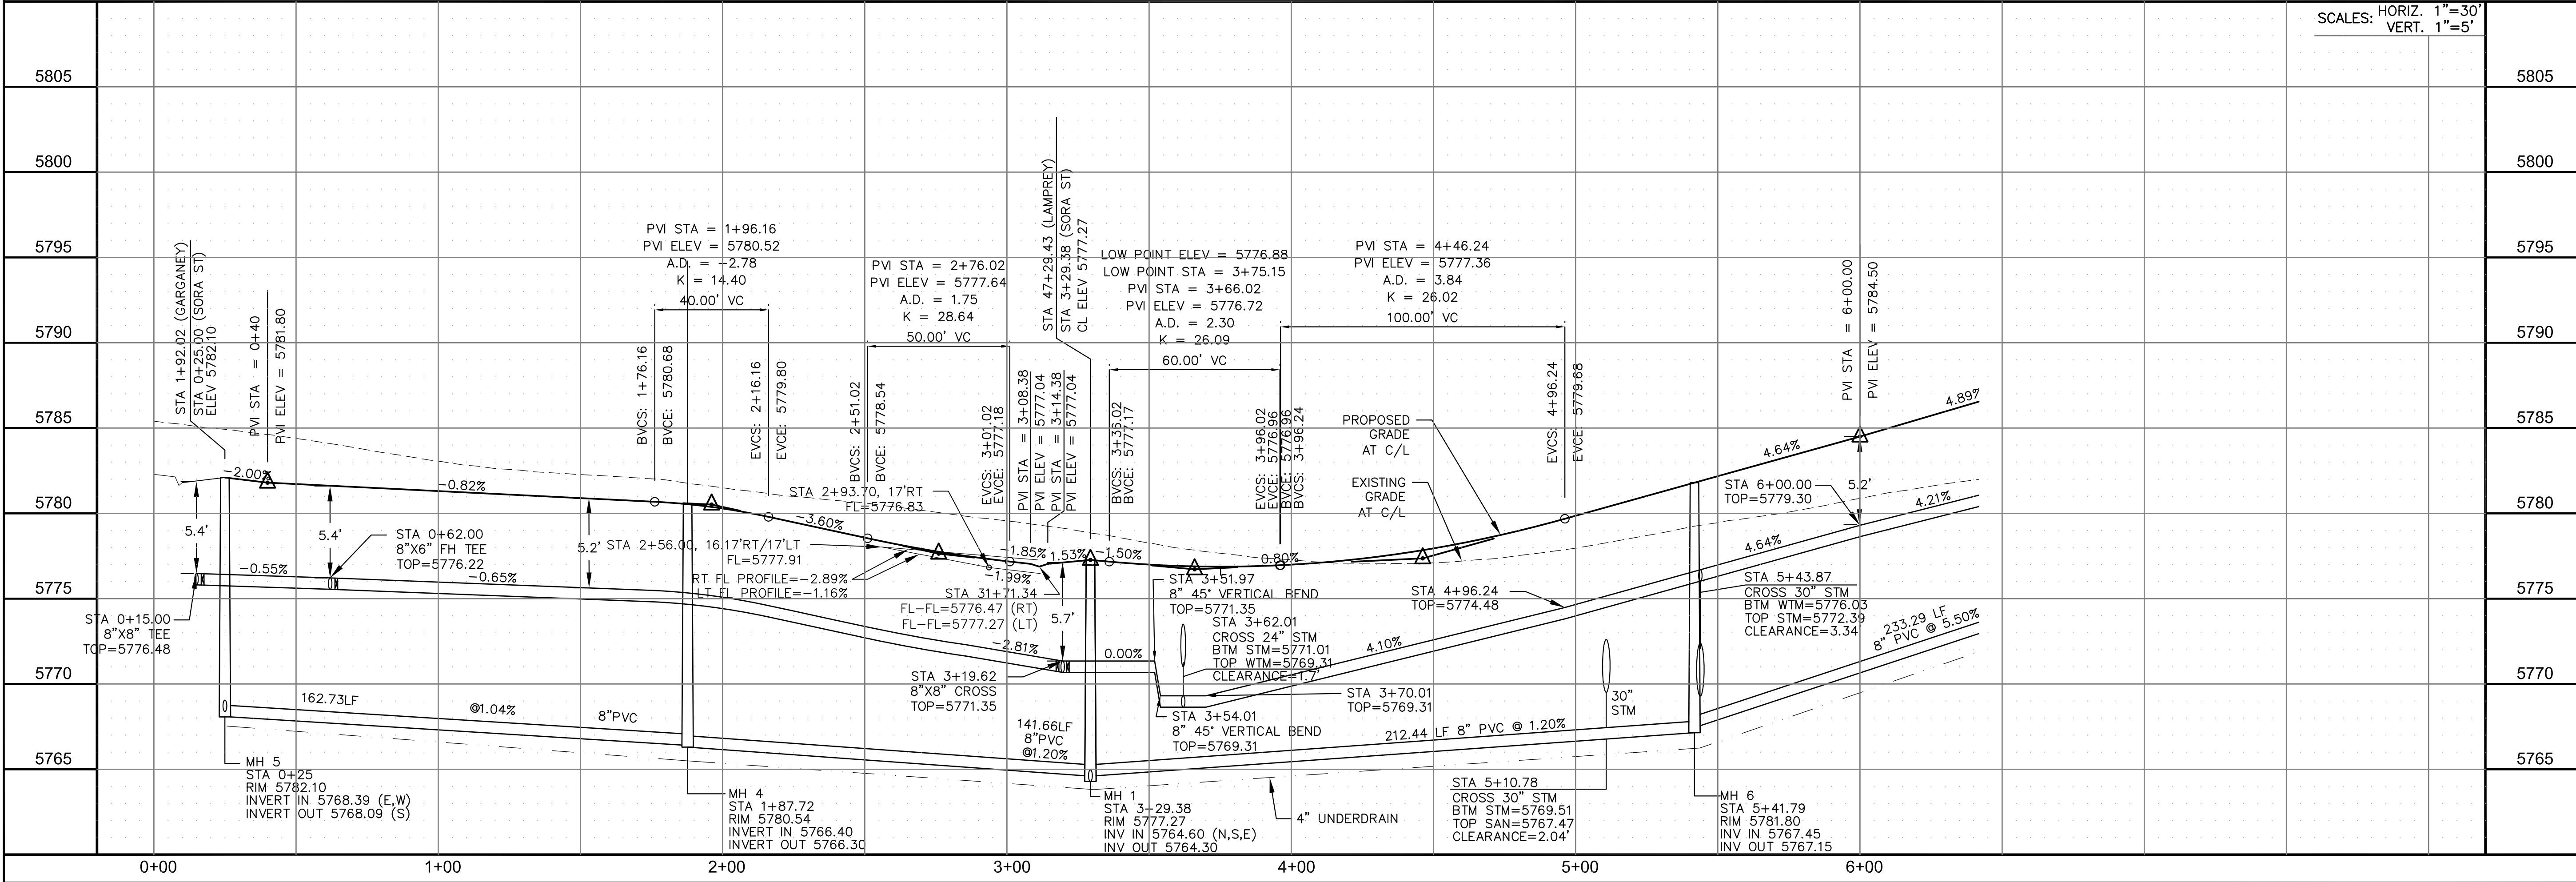 SCALES: HORIZ. 1"=30'
VERT. 1"=5'
5805
5800
5795
5790
5785
5780
5775
5770
5765
5805
5800
5795
5790
5785
5780
5775
5770
5765
STA 1+92.02 (GARGANEY)
STA 0+25.00 (SORA ST)
ELEV 5782.10
PVI STA = 0+40
PVI ELEV = 5781.80
PVI STA = 1+96.16
PVI ELEV = 5780.52
A.D. = -2.78
K = 14.40
40.00' VC
BVCS: 1+76.16
BVCE: 5780.68
EVCS: 2+16.16
EVCE: 5779.80
PVI STA = 2+76.02
PVI ELEV = 5777.64
A.D. = 1.75
K = 28.64
50.00' VC
BVCS: 2+51.02
BVCE: 5778.54
EVCS: 3+01.02
EVCE: 5777.18
PVI STA = 3+08.38
PVI ELEV = 5777.04
PVI STA = 3+14.38
PVI ELEV = 5777.04
STA 47+29.43 (LAMPREY)
STA 3+29.38 (SORA ST)
CL ELEV 5777.27
LOW POINT ELEV = 5776.88
LOW POINT STA = 3+75.15
PVI STA = 3+66.02
PVI ELEV = 5776.72
A.D. = 2.30
K = 26.09
60.00' VC
BVCS: 3+36.02
BVCE: 5777.17
EVCS: 3+96.02
EVCE: 5776.96
BVCE: 5776.96
BVCS: 3+96.24
PVI STA = 4+46.24
PVI ELEV = 5777.36
A.D. = 3.84
K = 26.02
100.00' VC
EVCS: 4+96.24
EVCE: 5779.68
PVI STA = 6+00.00
PVI ELEV = 5784.50
PROPOSED
GRADE
AT C/L
EXISTING
GRADE
AT C/L
-2.00%
-0.82%
-3.60%
-1.85%
1.53%
-1.50%
0.80%
4.64%
4.89%
-1.99%
5.4'
5.4'
5.2'
5.7'
5.2'
STA 2+93.70, 17'RT
FL=5776.83
STA 2+56.00, 16.17'RT/17'LT
FL=5777.91
RT FL PROFILE=-2.89%
LT FL PROFILE=-1.16%
STA 31+71.34
FL-FL=5776.47 (RT)
FL-FL=5777.27 (LT)
STA 0+62.00
8"X6" FH TEE
TOP=5776.22
-0.55%
-0.65%
-2.81%
0.00%
4.10%
4.64%
4.21%
STA 0+15.00
8"X8" TEE
TOP=5776.48
STA 3+19.62
8"X8" CROSS
TOP=5771.35
STA 3+51.97
8" 45° VERTICAL BEND
TOP=5771.35
STA 3+62.01
CROSS 24" STM
BTM STM=5771.01
TOP WTM=5769.31
CLEARANCE=1.7'
STA 3+54.01
8" 45° VERTICAL BEND
TOP=5769.31
STA 3+70.01
TOP=5769.31
STA 4+96.24
TOP=5774.48
STA 6+00.00
TOP=5779.30
STA 5+43.87
CROSS 30" STM
BTM WTM=5776.03
TOP STM=5772.39
CLEARANCE=3.34'
233.29 LF
8" PVC @ 5.50%
30"
STM
162.73LF
@1.04%
8"PVC
141.66LF
8"PVC
@1.20%
212.44 LF 8" PVC @ 1.20%
MH 5
STA 0+25
RIM 5782.10
INVERT IN 5768.39 (E,W)
INVERT OUT 5768.09 (S)
MH 4
STA 1+87.72
RIM 5780.54
INVERT IN 5766.40
INVERT OUT 5766.30
MH 1
STA 3-29.38
RIM 5777.27
INV IN 5764.60 (N,S,E)
INV OUT 5764.30
4" UNDERDRAIN
STA 5+10.78
CROSS 30" STM
BTM STM=5769.51
TOP SAN=5767.47
CLEARANCE=2.04'
MH 6
STA 5+41.79
RIM 5781.80
INV IN 5767.45
INV OUT 5767.15
0+00
1+00
2+00
3+00
4+00
5+00
6+00